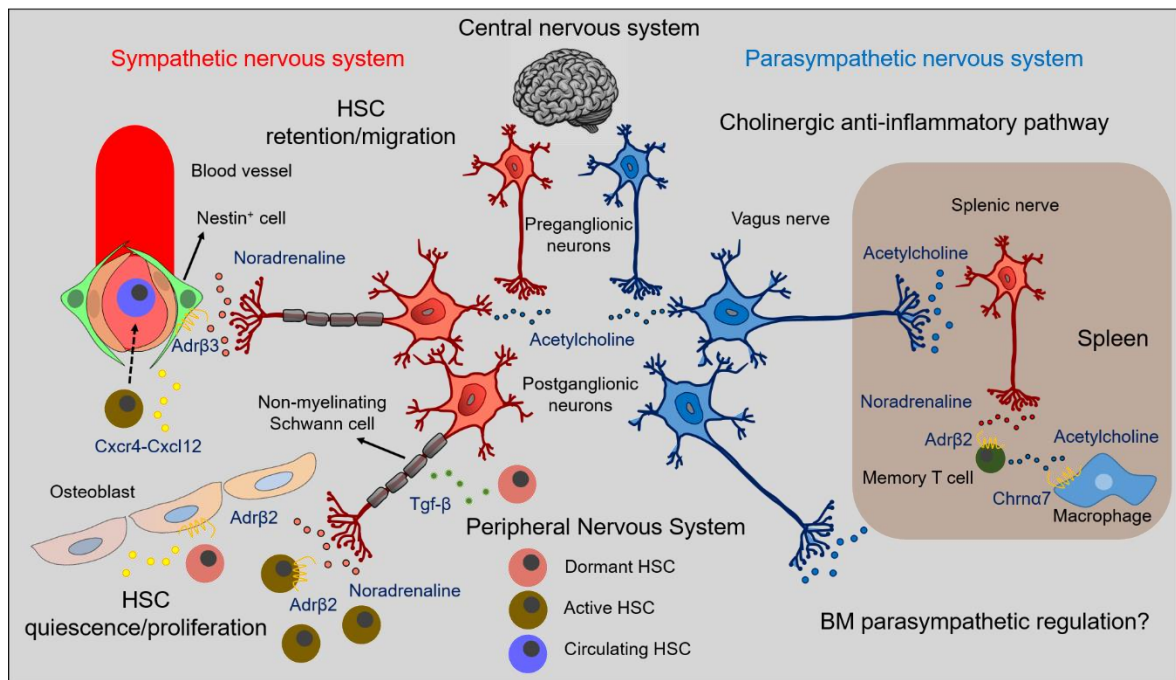 Central nervous system
Sympathetic nervous system
Parasympathetic nervous system
HSC
retention/migration
Cholinergic anti-inflammatory pathway
Blood vessel
Nestin⁺ cell
Preganglionic
neurons
Vagus nerve
Splenic nerve
Noradrenaline
Acetylcholine
Adrβ3
Acetylcholine
Spleen
Postganglionic
neurons
Non-myelinating
Schwann cell
Noradrenaline
Cxcr4-Cxcl12
Adrβ2
Acetylcholine
Memory T cell
Osteoblast
Chrnα7
Adrβ2
Tgf-β
Macrophage
Peripheral Nervous System
Dormant HSC
HSC
quiescence/proliferation
Adrβ2
Noradrenaline
Active HSC
BM parasympathetic regulation?
Circulating HSC